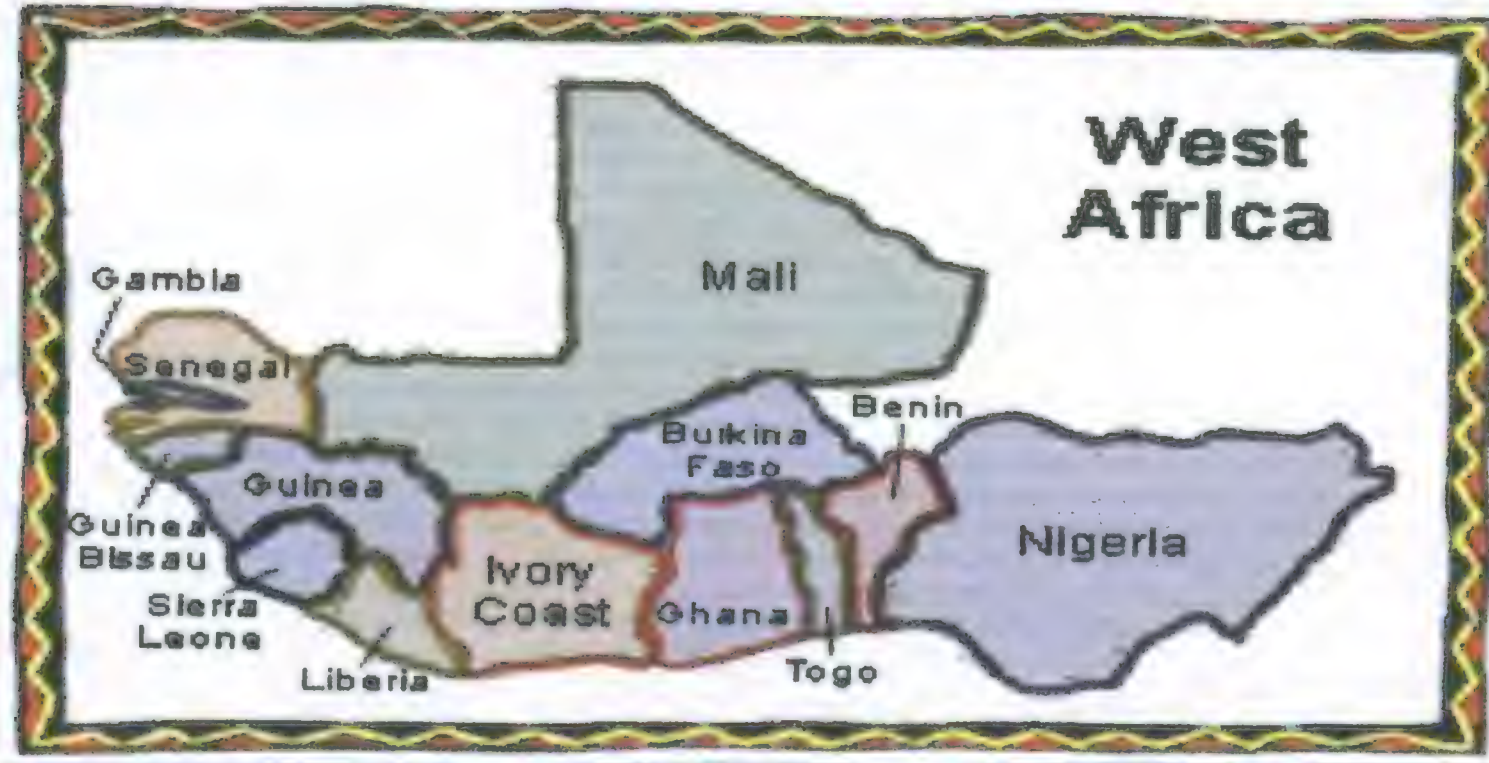 West
Africa
Mali
Gambia
Senegal
Benin
Burkina
Faso
Guinea
Guinea
Bissau
Nigeria
Ivory
Coast
Ghana
Sierra
Leone
Togo
Liberia